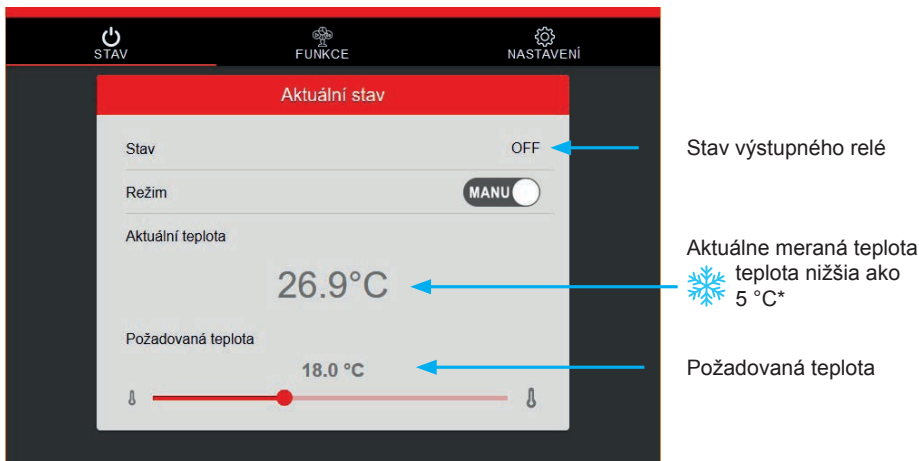 STAV
FUNKCE
NASTAVENÍ
Aktuální stav
Stav
OFF
Stav výstupného relé
Režim
MANU
Aktuální teplota
26.9°C
Aktuálne meraná teplota
teplota nižšia ako
5 °C*
Požadovaná teplota
18.0 °C
Požadovaná teplota